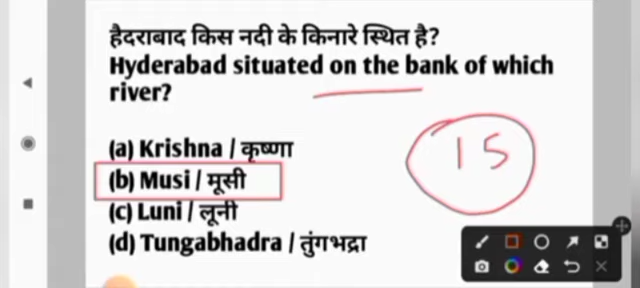 हैदराबाद किस नदी के किनारे स्थित है?
Hyderabad situated on the bank of which
river?
(a) Krishna / कृष्णा
(b) Musi / मूसी
(c) Luni / लूनी
(d) Tungabhadra / तुंगभद्रा
15